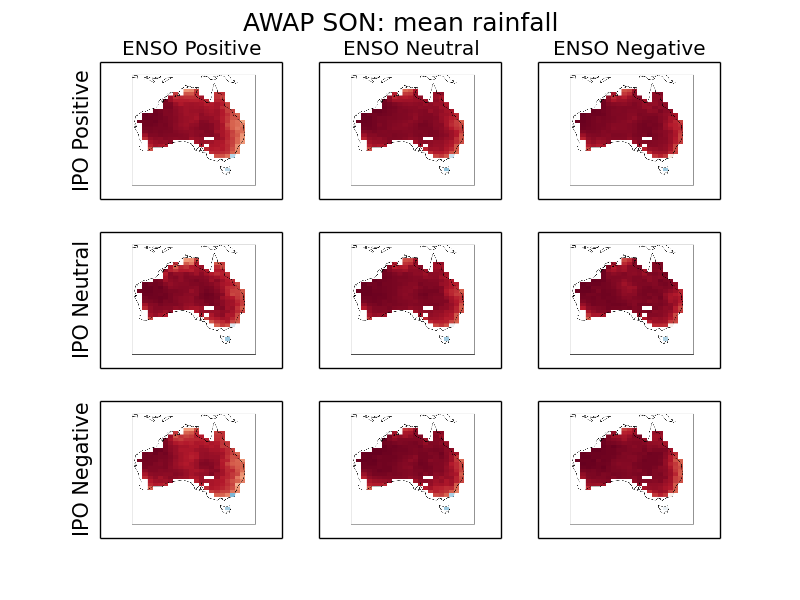 AWAP SON: mean rainfall
ENSO Positive
ENSO Neutral
ENSO Negative
IPO Positive
IPO Neutral
IPO Negative